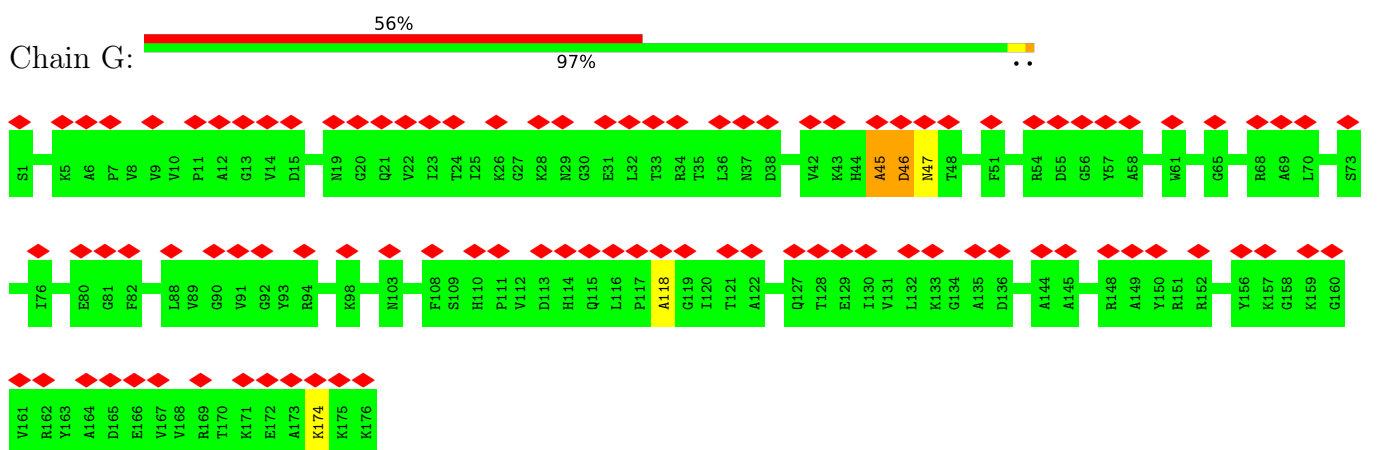 56%
Chain G:
97%
. .
S1 K5 A6 P7 V8 V9 V10 P11 A12 G13 V14 D15 N19 G20 Q21 V22 I23 T24 I25 K26 G27 K28 N29 G30 E31 L32 T33 R34 T35 L36 N37 D38 V42 K43 H44 A45 D46 N47 T48 F51 R54 D55 G56 Y57 A58 W61 G65 R68 A69 L70 S73
I76 E80 G81 F82 L88 V89 G90 V91 G92 Y93 R94 K98 N103 F108 S109 H110 P111 V112 D113 H114 Q115 L116 P117 A118 G119 I120 T121 A122 Q127 T128 E129 I130 V131 L132 K133 G134 A135 D136 A144 A145 R148 A149 Y150 R151 R152 Y156 K157 G158 K159 G160
V161 R162 Y163 A164 D165 E166 V167 V168 R169 T170 K171 E172 A173 K174 K175 K176